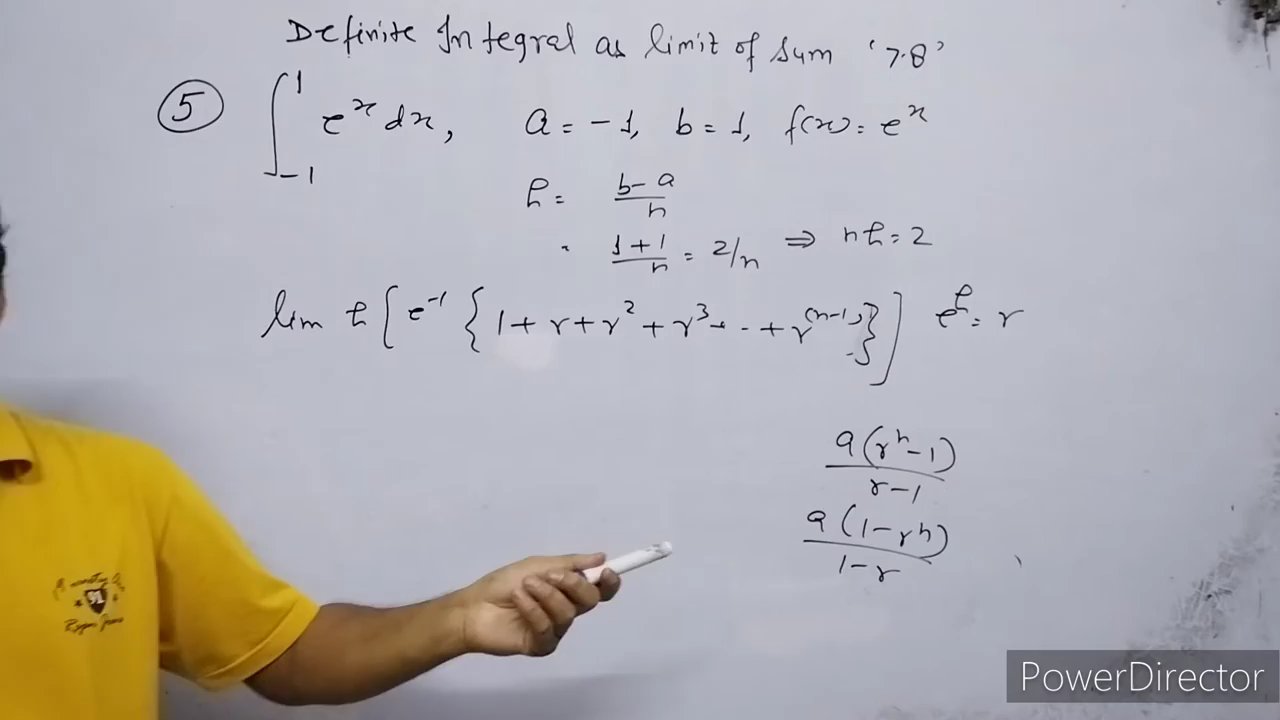 Definite Integral as limit of sum '7.8'
5 ∫_{-1}^{1} e^x dx, a = -1, b = 1, f(x) = e^x
h = (b-a)/n
= (1+1)/n = 2/n ⇒ nh = 2
lim h [ e^{-1} { 1 + r + r^2 + r^3 + .. + r^{(n-1)} } ] e^h = r
a(r^n - 1)/(r - 1)
a(1 - r^n)/(1 - r)
PowerDirector